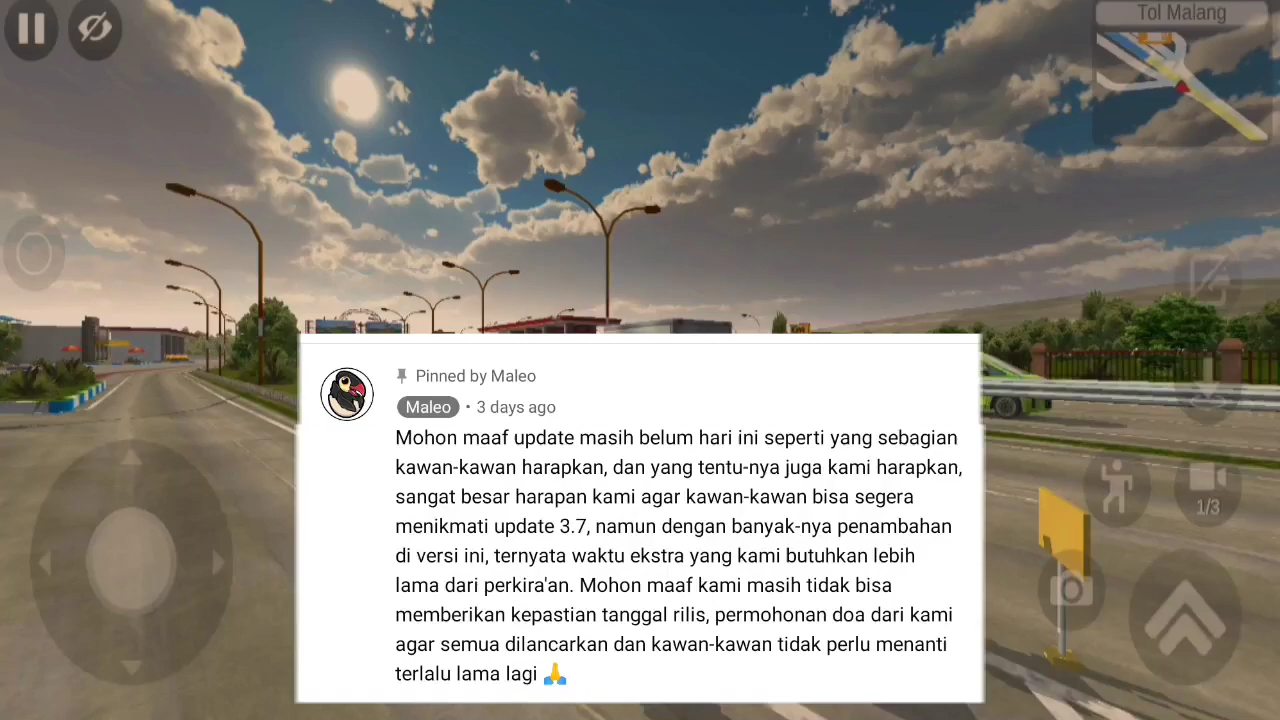 Tol Malang
Pinned by Maleo
Maleo • 3 days ago
Mohon maaf update masih belum hari ini seperti yang sebagian
kawan-kawan harapkan, dan yang tentu-nya juga kami harapkan,
sangat besar harapan kami agar kawan-kawan bisa segera
menikmati update 3.7, namun dengan banyak-nya penambahan
di versi ini, ternyata waktu ekstra yang kami butuhkan lebih
lama dari perkira'an. Mohon maaf kami masih tidak bisa
memberikan kepastian tanggal rilis, permohonan doa dari kami
agar semua dilancarkan dan kawan-kawan tidak perlu menanti
terlalu lama lagi 🙏
1/3